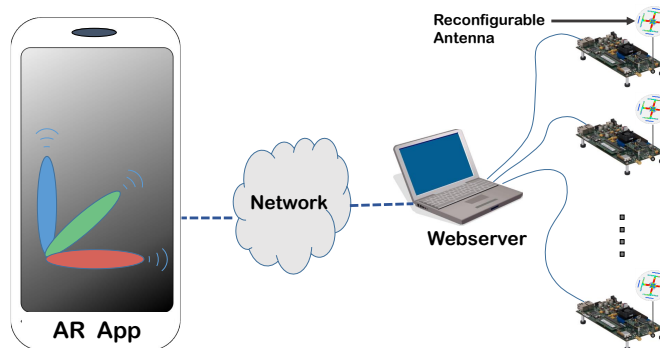 Reconfigurable
Antenna
Network
Webserver
AR App